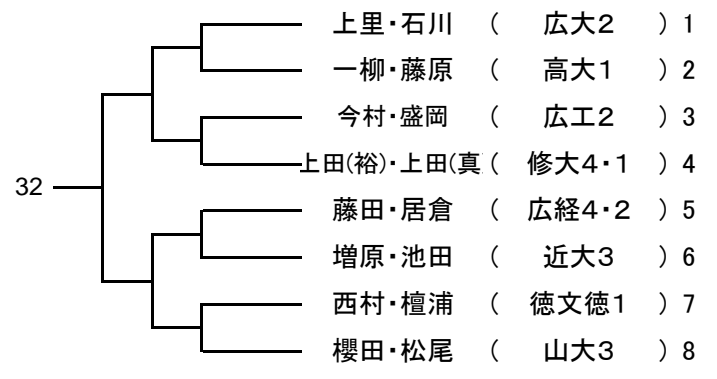 上里・石川 ( 広大2 ) 1
一柳・藤原 ( 高大1 ) 2
今村・盛岡 ( 広工2 ) 3
上田(裕)・上田(真 ( 修大4・1 ) 4
32
藤田・居倉 ( 広経4・2 ) 5
増原・池田 ( 近大3 ) 6
西村・檀浦 ( 徳文徳1 ) 7
櫻田・松尾 ( 山大3 ) 8